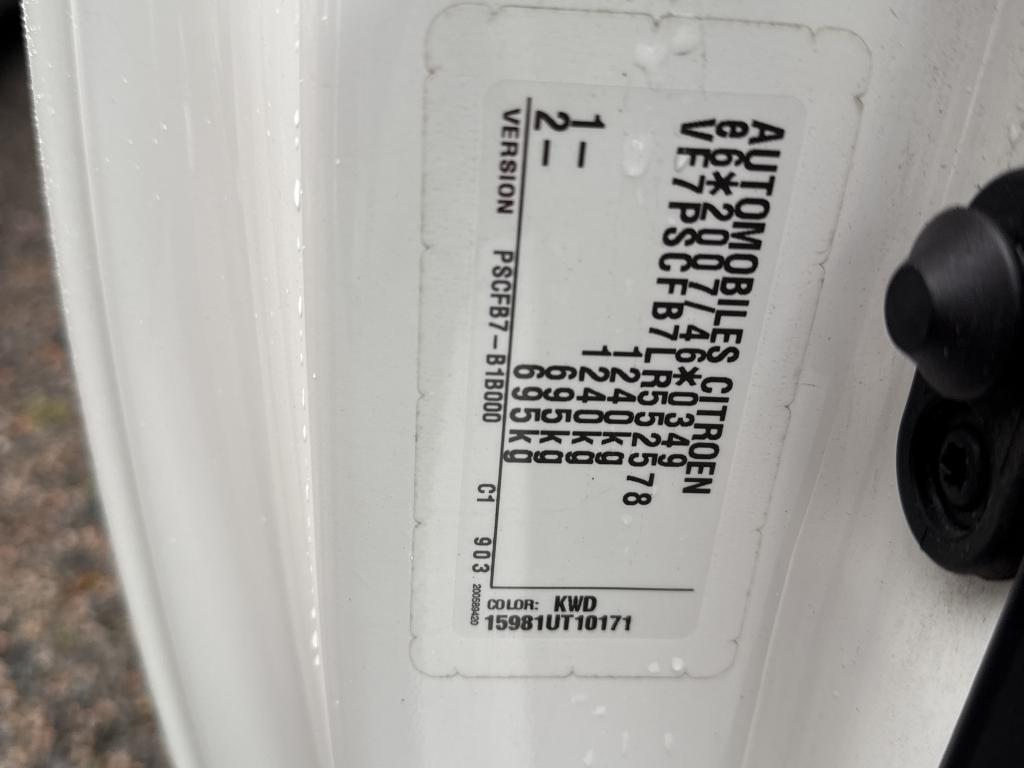 AUTOMOBILES CITROEN
e6*2007/46*0349
VF7PSCFB7LR552578
1240kg
1240kg
1- 695kg
2- 695kg
VERSION PSCFB7-B1B000 C1 903
COLOR: KWD
15981UT10171